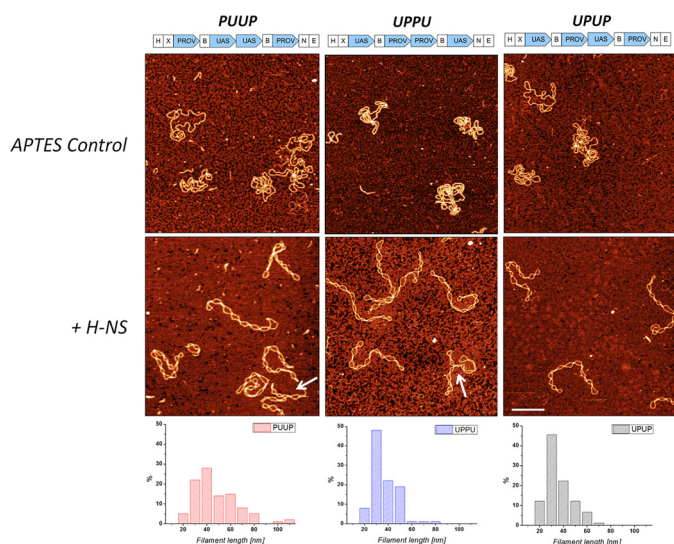 PUUP UPPU UPUP
H X PROV B UAS UAS B PROV N E
H X UAS B PROV PROV B UAS N E
H X UAS B PROV UAS B PROV N E
APTES Control
+ H-NS
50 40 30 20 10 0
%
PUUP
20 40 60 80 100
Filament length [nm]
50 40 30 20 10 0
%
UPPU
20 40 60 80 100
Filament length [nm]
50 40 30 20 10 0
%
UPUP
20 40 60 80 100
Filament length [nm]